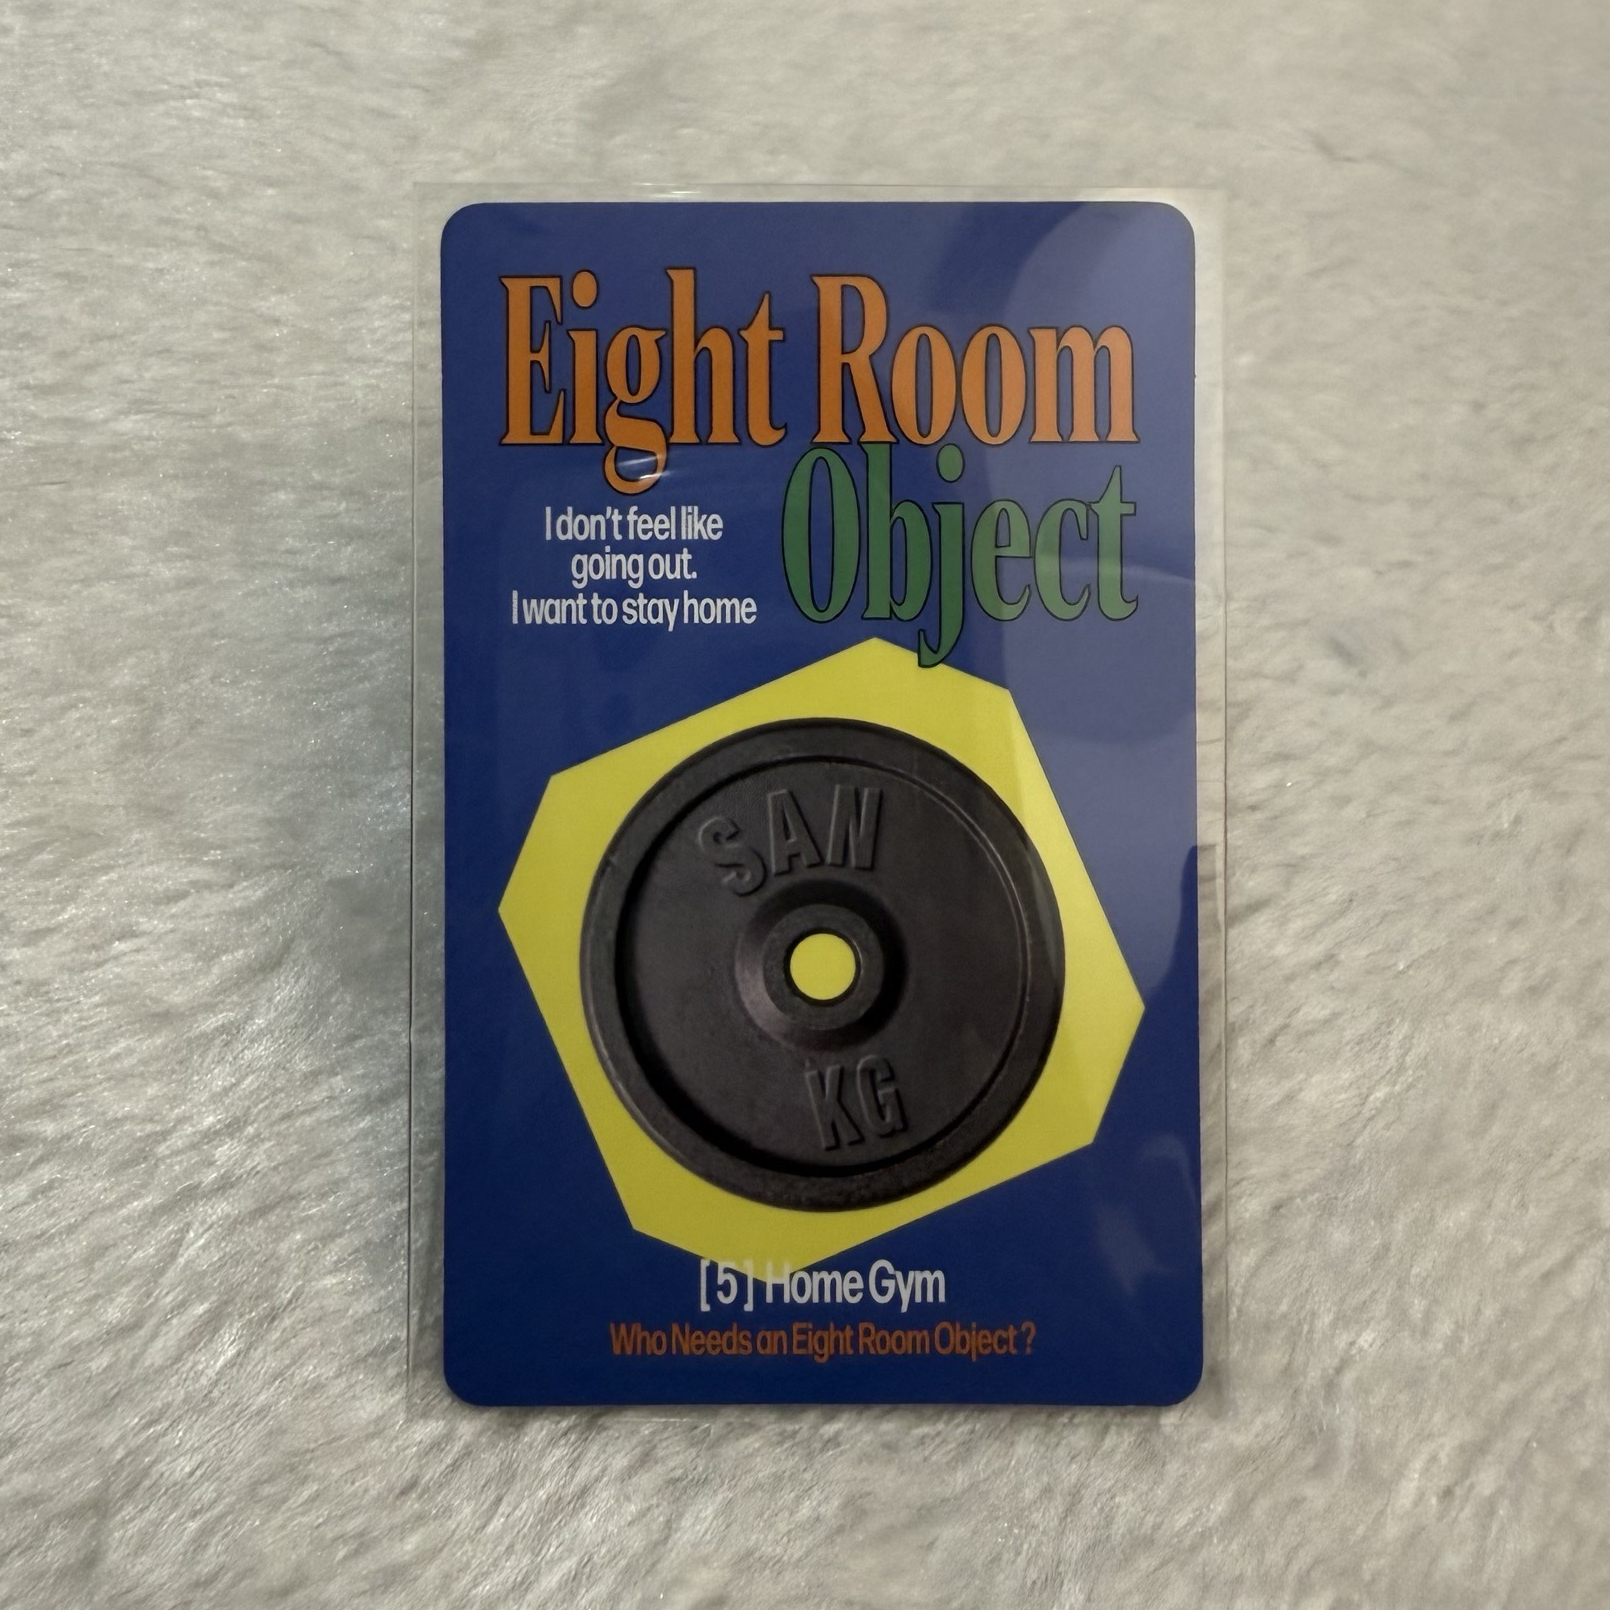 Eight Room
Object
I don't feel like
going out.
I want to stay home
SAN
KG
[5] Home Gym
Who Needs an Eight Room Object?